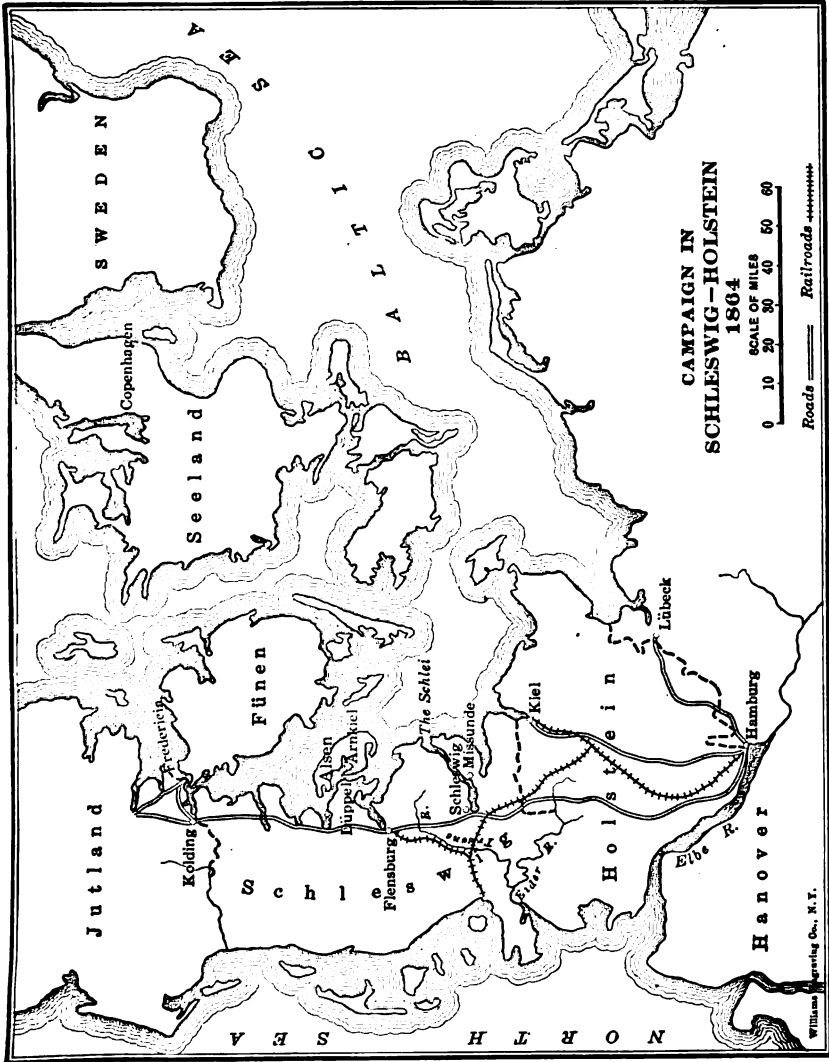 NORTH SEA
Jutland
Fredericia
Kolding
SWEDEN
Copenhagen
Seeland
Fünen
Schleswig
Flensburg
Alsen
Düppel
Arnkiel
The Schlei
Schleswig
Missunde
Treene R.
Eider R.
BALTIC SEA
Kiel
Holstein
Lübeck
Hamburg
Elbe R.
Hanover
CAMPAIGN IN
SCHLESWIG-HOLSTEIN
1864
SCALE OF MILES
0 10 20 30 40 50 60
Roads Railroads
Williams Engraving Co., N.Y.